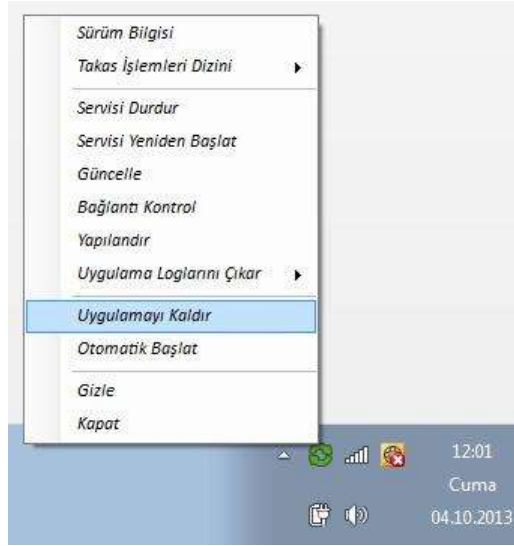 Sürüm Bilgisi
Takas İşlemleri Dizini
Servisi Durdur
Servisi Yeniden Başlat
Güncelle
Bağlantı Kontrol
Yapılandır
Uygulama Loglarını Çıkar
Uygulamayı Kaldır
Otomatik Başlat
Gizle
Kapat
12:01
Cuma
04.10.2013